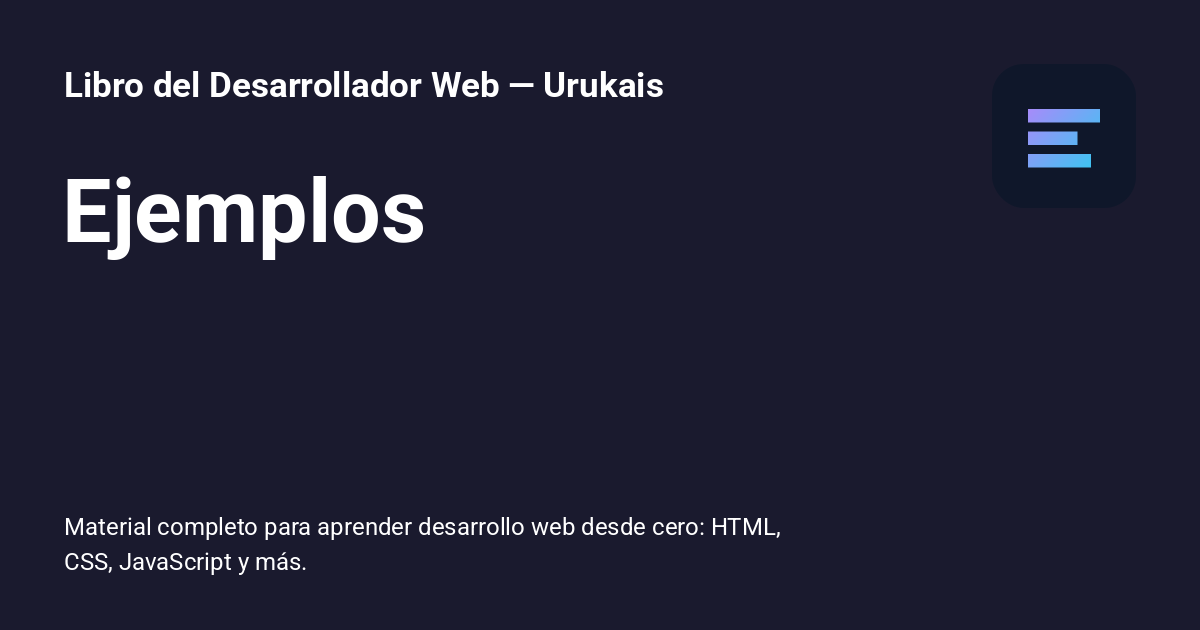 Libro del Desarrollador Web — Urukais
Ejemplos
Material completo para aprender desarrollo web desde cero: HTML,
CSS, JavaScript y más.